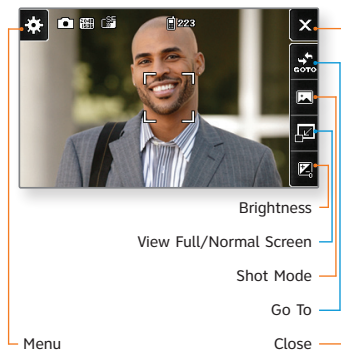 223
GOTO
Brightness
View Full/Normal Screen
Shot Mode
Go To
Menu Close